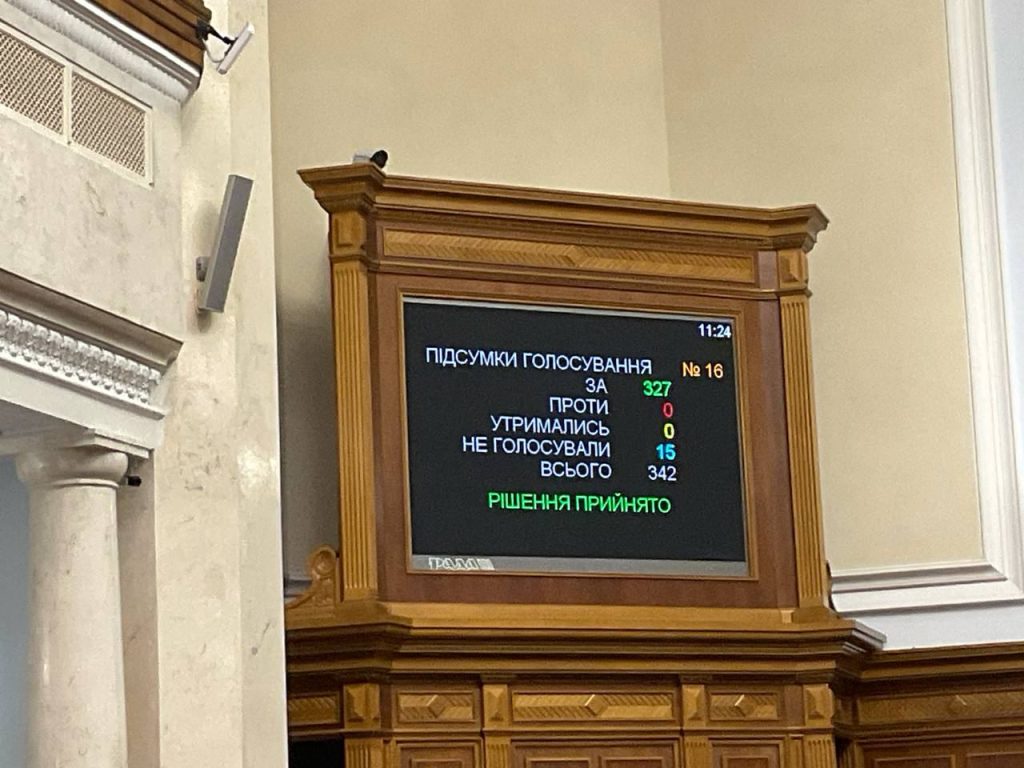 11:24
ПІДСУМКИ ГОЛОСУВАННЯ № 16
ЗА 327
ПРОТИ 0
УТРИМАЛИСЬ 0
НЕ ГОЛОСУВАЛИ 15
ВСЬОГО 342
РІШЕННЯ ПРИЙНЯТО
РАДА